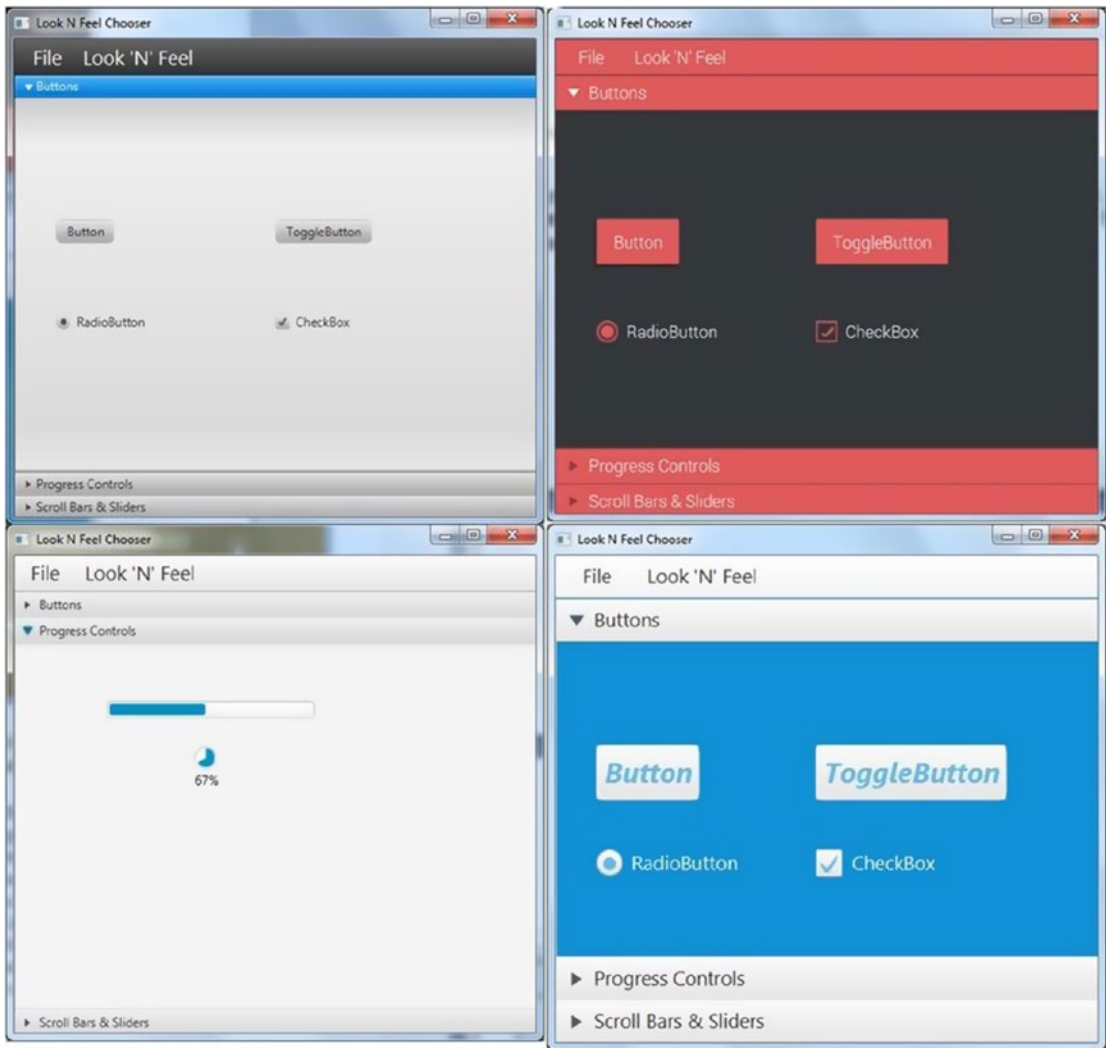 Look N Feel Chooser
File Look 'N' Feel
Buttons
Button ToggleButton
RadioButton CheckBox
Progress Controls
Scroll Bars & Sliders
Look N Feel Chooser
File Look 'N' Feel
Buttons
Button ToggleButton
RadioButton CheckBox
Progress Controls
Scroll Bars & Sliders
Look N Feel Chooser
File Look 'N' Feel
Buttons
Progress Controls
67%
Scroll Bars & Sliders
Look N Feel Chooser
File Look 'N' Feel
Buttons
Button ToggleButton
RadioButton CheckBox
Progress Controls
Scroll Bars & Sliders